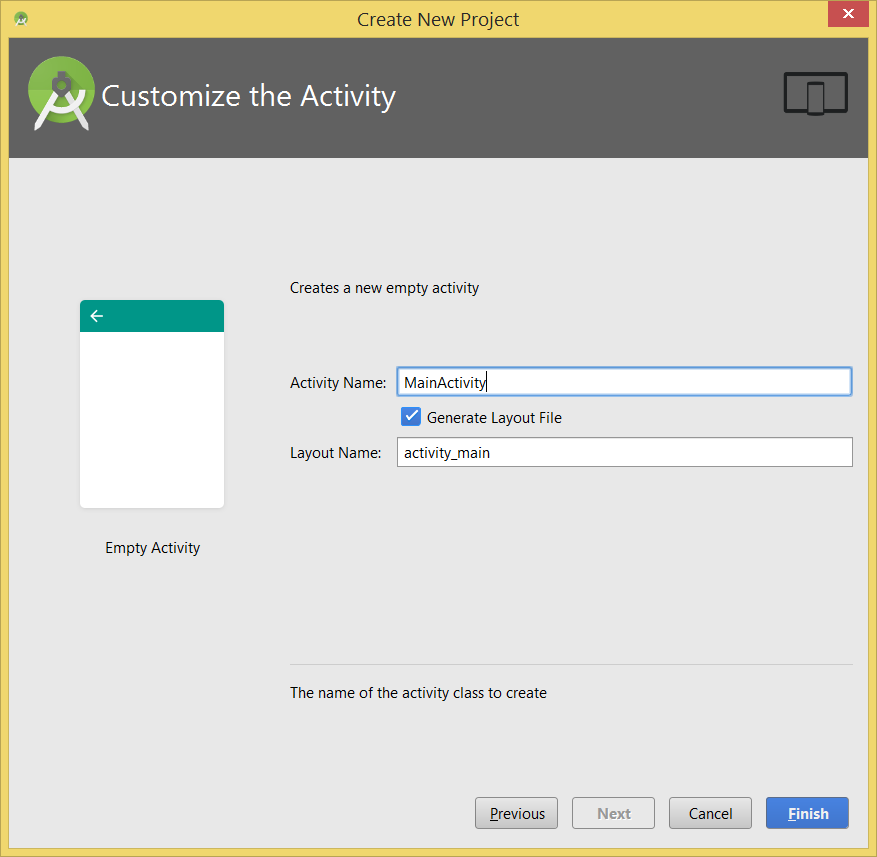 Create New Project
Customize the Activity
Creates a new empty activity
Activity Name: MainActivity
Generate Layout File
Layout Name: activity_main
Empty Activity
The name of the activity class to create
Previous Next Cancel Finish